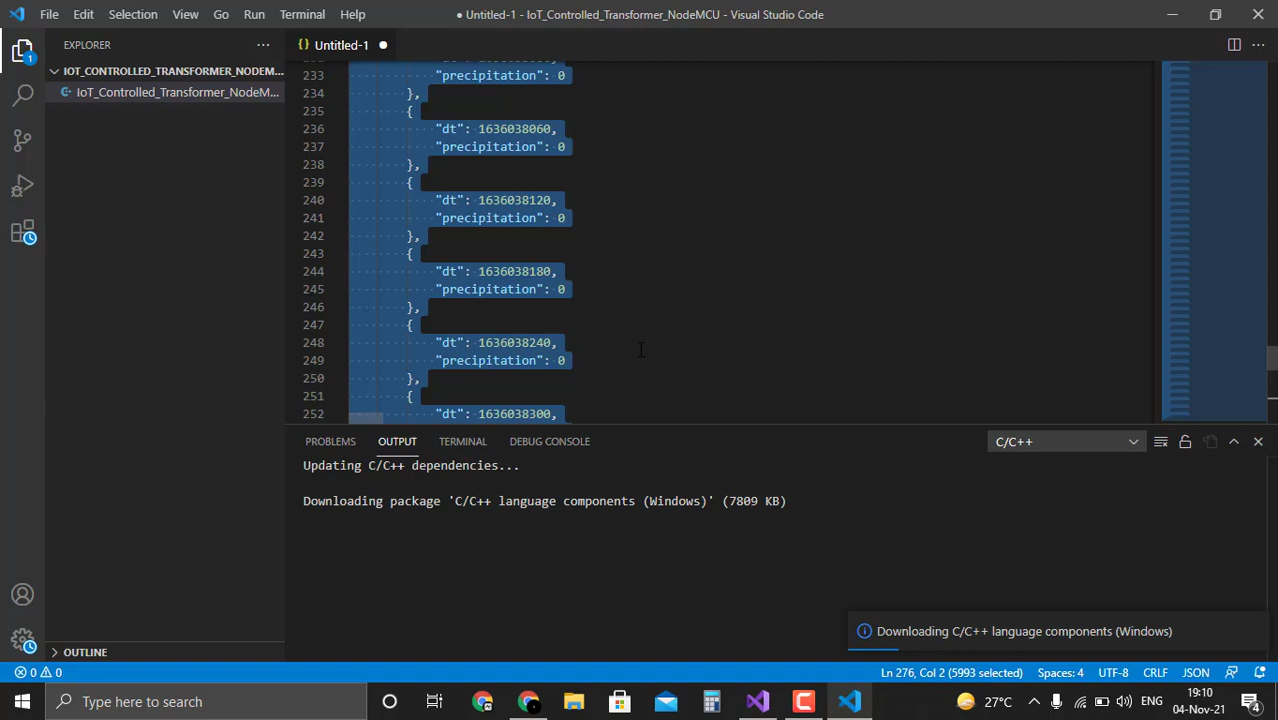 File Edit Selection View Go Run Terminal Help
● Untitled-1 - IoT_Controlled_Transformer_NodeMCU - Visual Studio Code
EXPLORER
{} Untitled-1 ●
IOT_CONTROLLED_TRANSFORMER_NODEM...
IoT_Controlled_Transformer_NodeM...
233 "precipitation": 0
234 },
235 {
236 "dt": 1636038060,
237 "precipitation": 0
238 },
239 {
240 "dt": 1636038120,
241 "precipitation": 0
242 },
243 {
244 "dt": 1636038180,
245 "precipitation": 0
246 },
247 {
248 "dt": 1636038240,
249 "precipitation": 0
250 },
251 {
252 "dt": 1636038300,
PROBLEMS OUTPUT TERMINAL DEBUG CONSOLE
C/C++
Updating C/C++ dependencies...
Downloading package 'C/C++ language components (Windows)' (7809 KB)
Downloading C/C++ language components (Windows)
OUTLINE
0 0
Ln 276, Col 2 (5993 selected) Spaces: 4 UTF-8 CRLF JSON
Type here to search
27°C
ENG
19:10
04-Nov-21
1
4